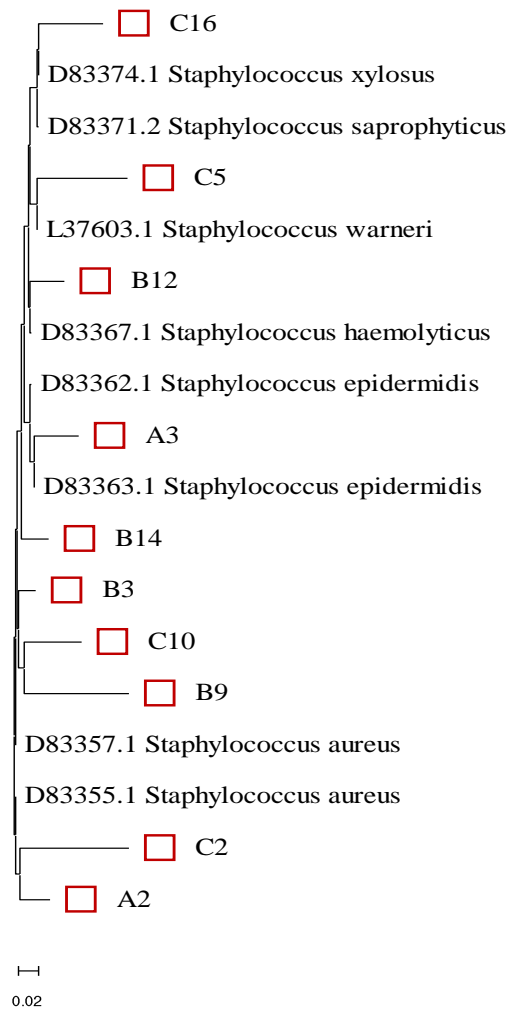 C16
D83374.1 Staphylococcus xylosus
D83371.2 Staphylococcus saprophyticus
C5
L37603.1 Staphylococcus warneri
B12
D83367.1 Staphylococcus haemolyticus
D83362.1 Staphylococcus epidermidis
A3
D83363.1 Staphylococcus epidermidis
B14
B3
C10
B9
D83357.1 Staphylococcus aureus
D83355.1 Staphylococcus aureus
C2
A2
0.02